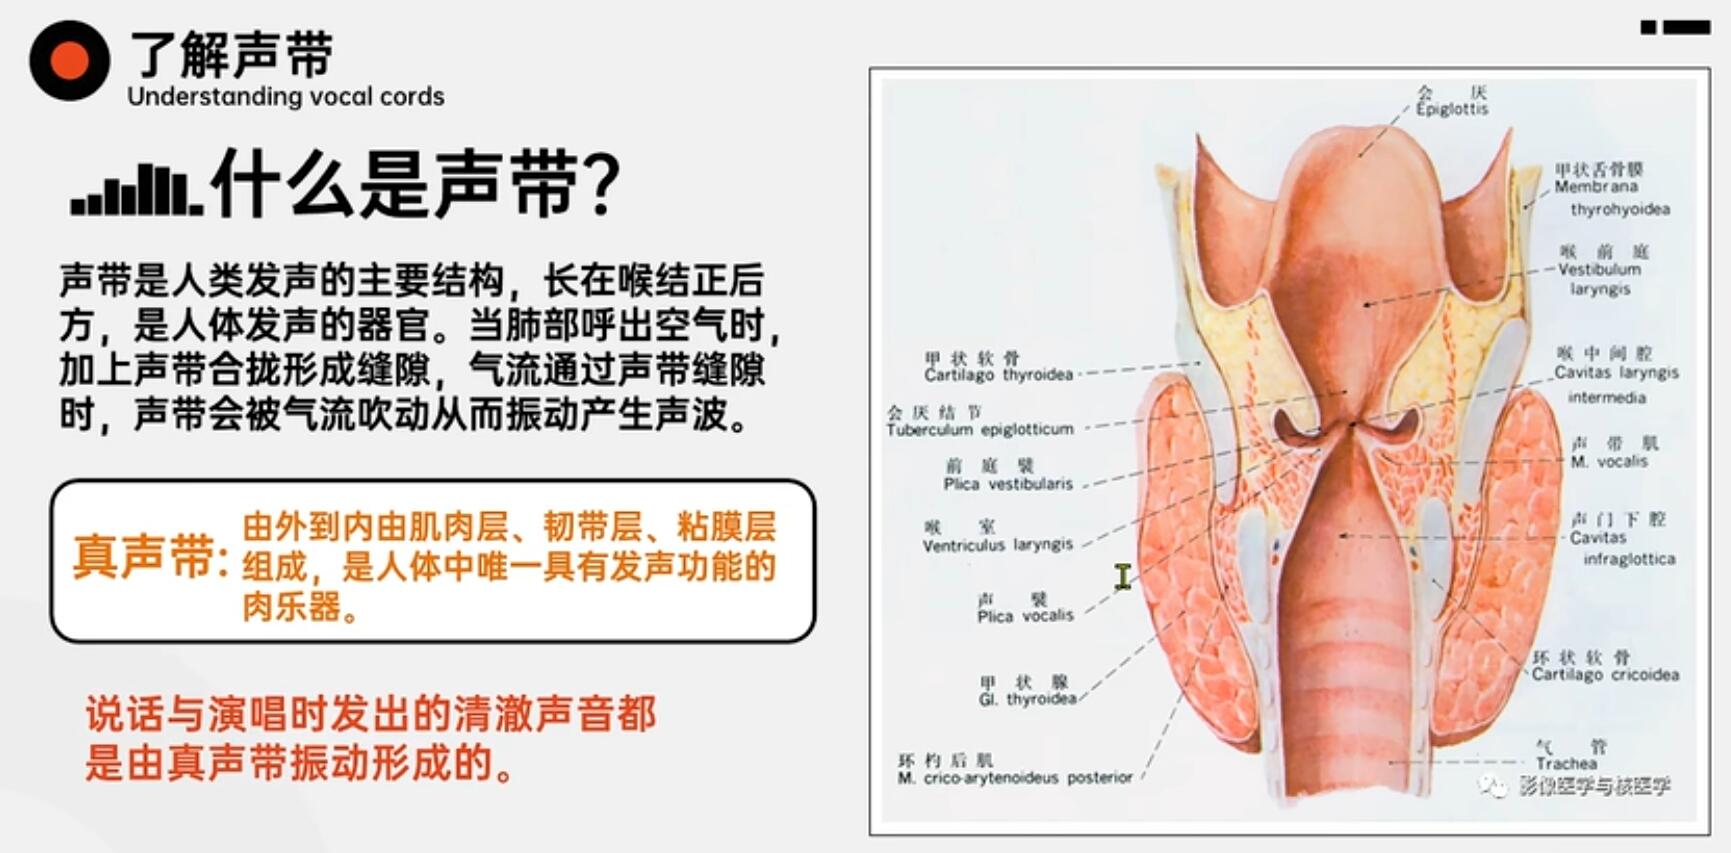 了解声带
Understanding vocal cords
什么是声带？
声带是人类发声的主要结构，长在喉结正后
方，是人体发声的器官。当肺部呼出空气时，
加上声带合拢形成缝隙，气流通过声带缝隙
时，声带会被气流吹动从而振动产生声波。
真声带：
由外到内由肌肉层、韧带层、粘膜层
组成，是人体中唯一具有发声功能的
肉乐器。
说话与演唱时发出的清澈声音都
是由真声带振动形成的。
会厌
Epiglottis
甲状舌骨膜
Membrana
thyrohyoidea
喉前庭
Vestibulum
laryngis
甲状软骨
Cartilago thyroidea
喉中间腔
Cavitas laryngis
intermedia
会厌结节
Tuberculum epiglotticum
声带肌
M. vocalis
前庭襞
Plica vestibularis
喉室
Ventriculus laryngis
声门下腔
Cavitas
infraglottica
声襞
Plica vocalis
环状软骨
Cartilago cricoidea
甲状腺
Gl. thyroidea
气管
Trachea
环杓后肌
M. crico-arytenoideus posterior
影像医学与核医学